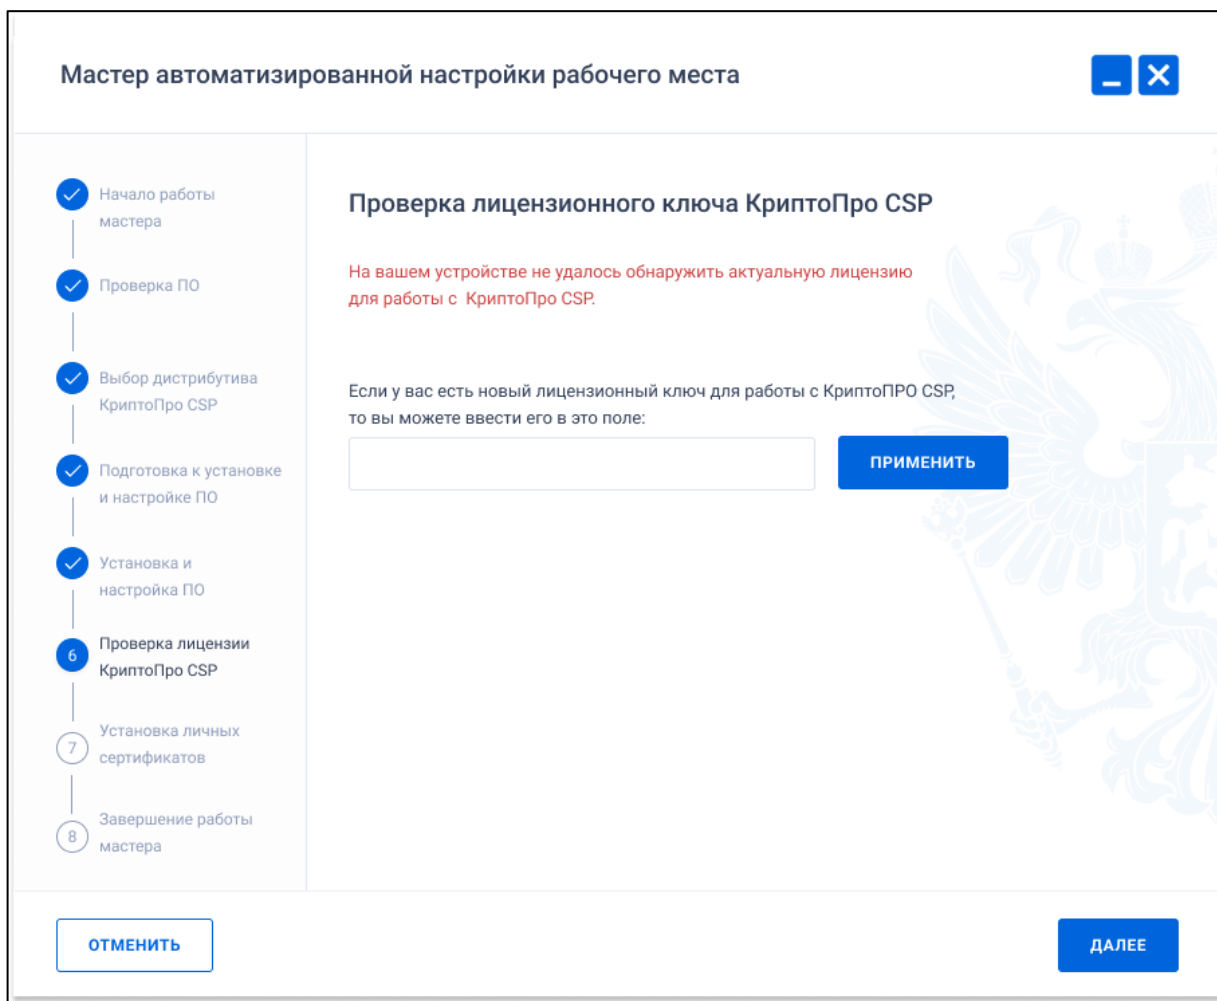 Мастер автоматизированной настройки рабочего места
Начало работы
мастера
Проверка ПО
Выбор дистрибутива
КриптоПро CSP
Подготовка к установке
и настройке ПО
Установка и
настройка ПО
6
Проверка лицензии
КриптоПро CSP
7
Установка личных
сертификатов
8
Завершение работы
мастера
Проверка лицензионного ключа КриптоПро CSP
На вашем устройстве не удалось обнаружить актуальную лицензию
для работы с КриптоПро CSP.
Если у вас есть новый лицензионный ключ для работы с КриптоПРО CSP,
то вы можете ввести его в это поле:
ПРИМЕНИТЬ
ОТМЕНИТЬ
ДАЛЕЕ